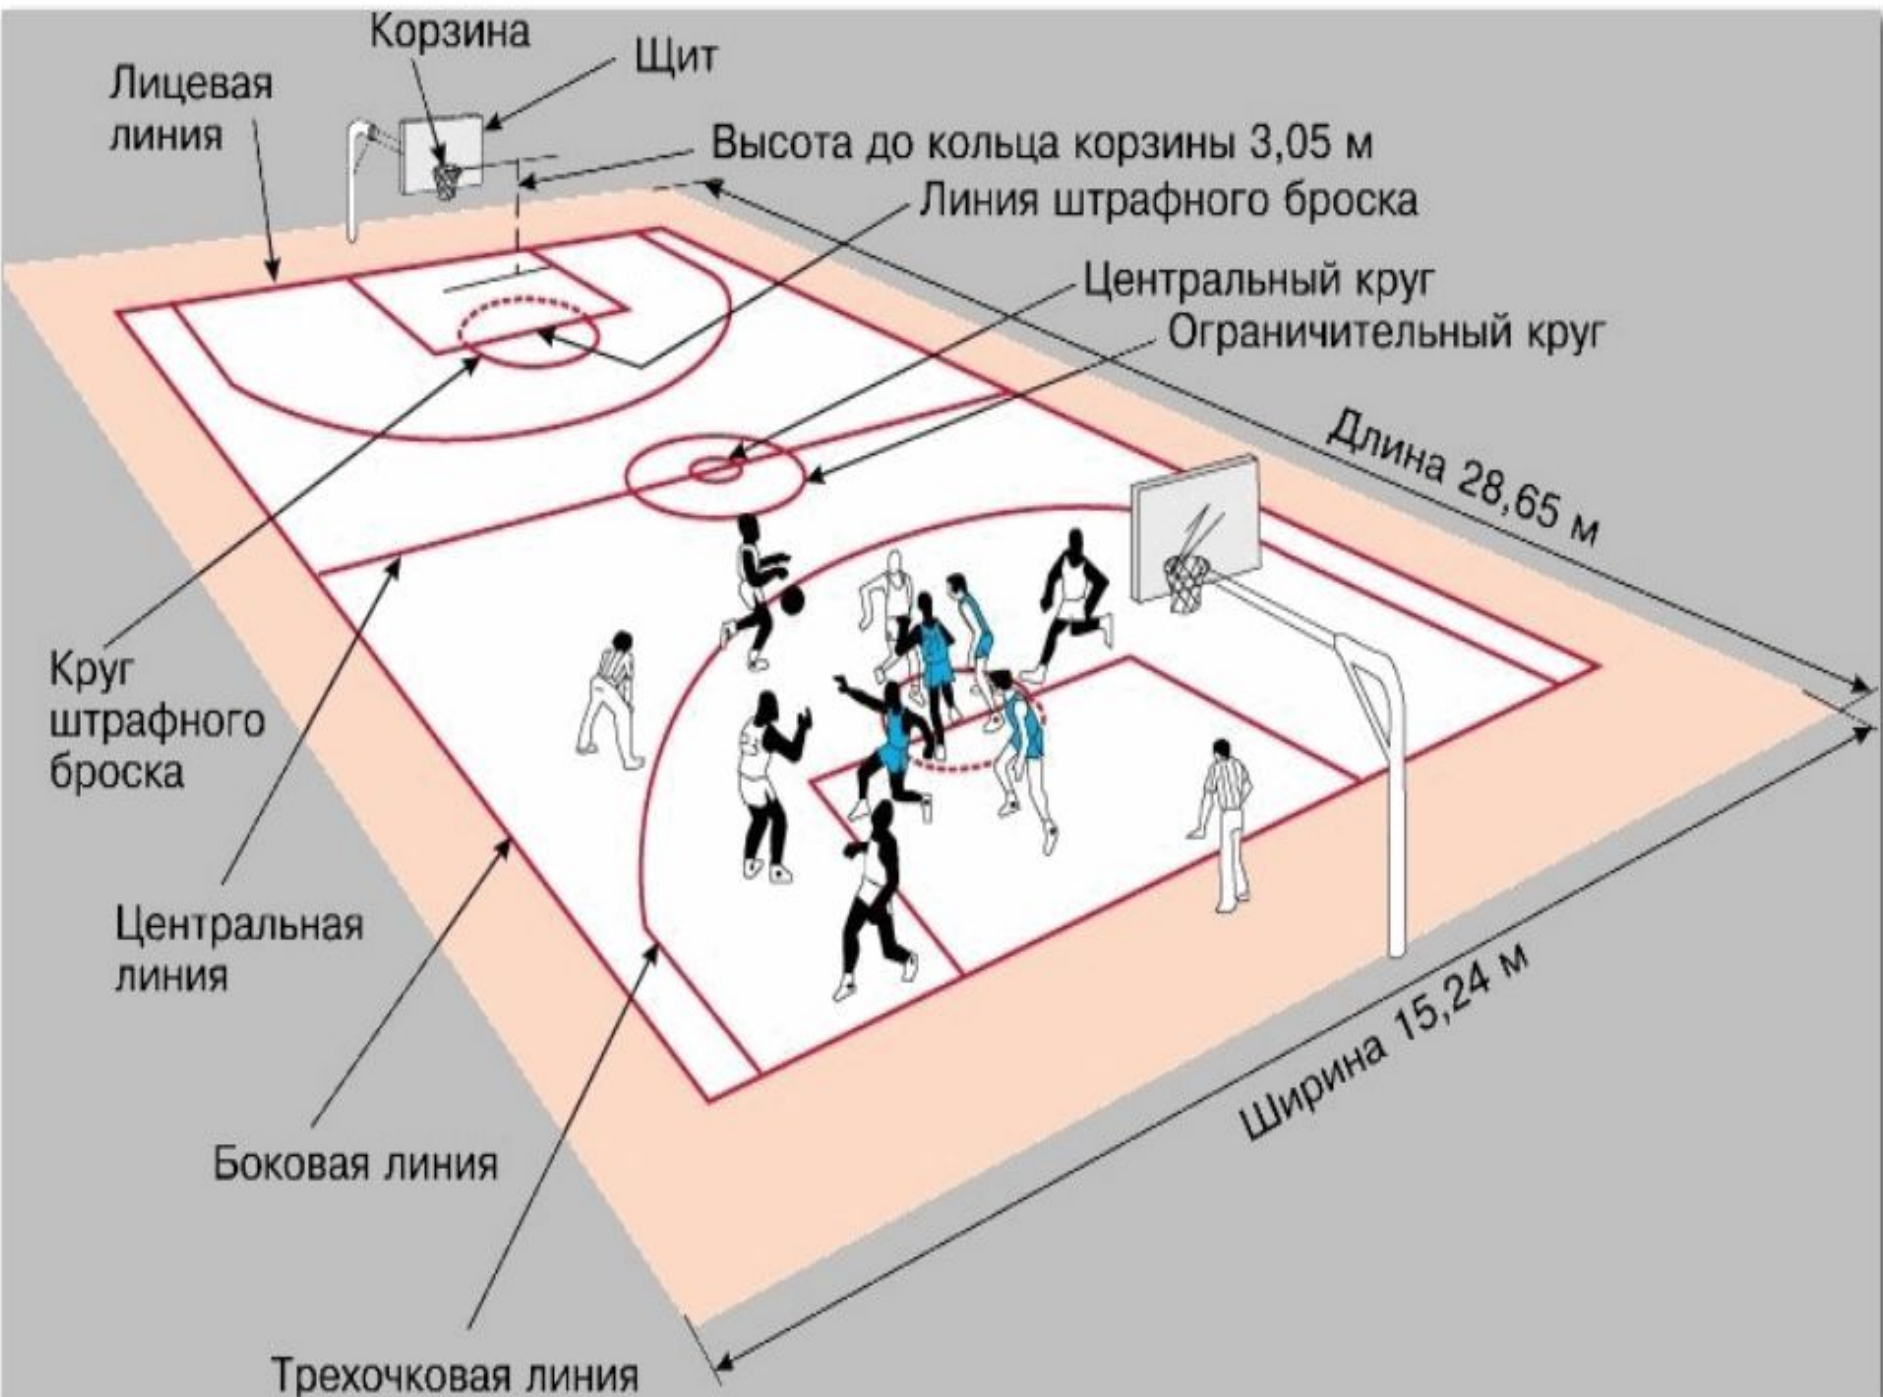 Корзина
Щит
Лицевая
линия
Высота до кольца корзины 3,05 м
Линия штрафного броска
Центральный круг
Ограничительный круг
Длина 28,65 м
Круг
штрафного
броска
Центральная
линия
Ширина 15,24 м
Боковая линия
Трехочковая линия